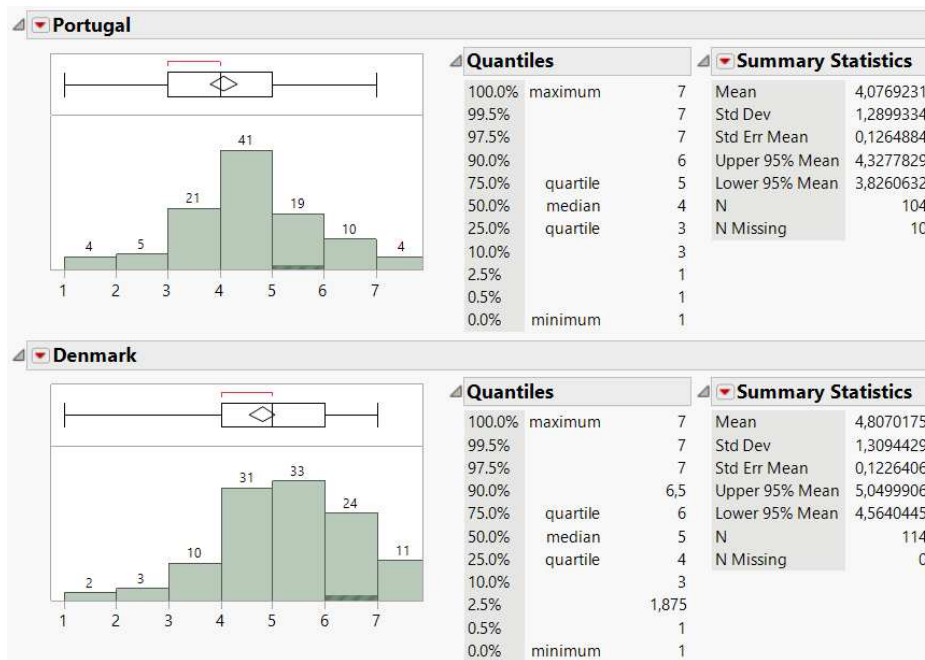 Portugal
41
21
19
10
4
5
4
1 2 3 4 5 6 7
Quantiles
100.0% maximum 7
99.5% 7
97.5% 7
90.0% 6
75.0% quartile 5
50.0% median 4
25.0% quartile 3
10.0% 3
2.5% 1
0.5% 1
0.0% minimum 1
Summary Statistics
Mean 4,0769231
Std Dev 1,2899334
Std Err Mean 0,1264884
Upper 95% Mean 4,3277829
Lower 95% Mean 3,8260632
N 104
N Missing 10
Denmark
33
31
24
10
11
2
3
1 2 3 4 5 6 7
Quantiles
100.0% maximum 7
99.5% 7
97.5% 7
90.0% 6,5
75.0% quartile 6
50.0% median 5
25.0% quartile 4
10.0% 3
2.5% 1,875
0.5% 1
0.0% minimum 1
Summary Statistics
Mean 4,8070175
Std Dev 1,3094429
Std Err Mean 0,1226406
Upper 95% Mean 5,0499906
Lower 95% Mean 4,5640445
N 114
N Missing 0